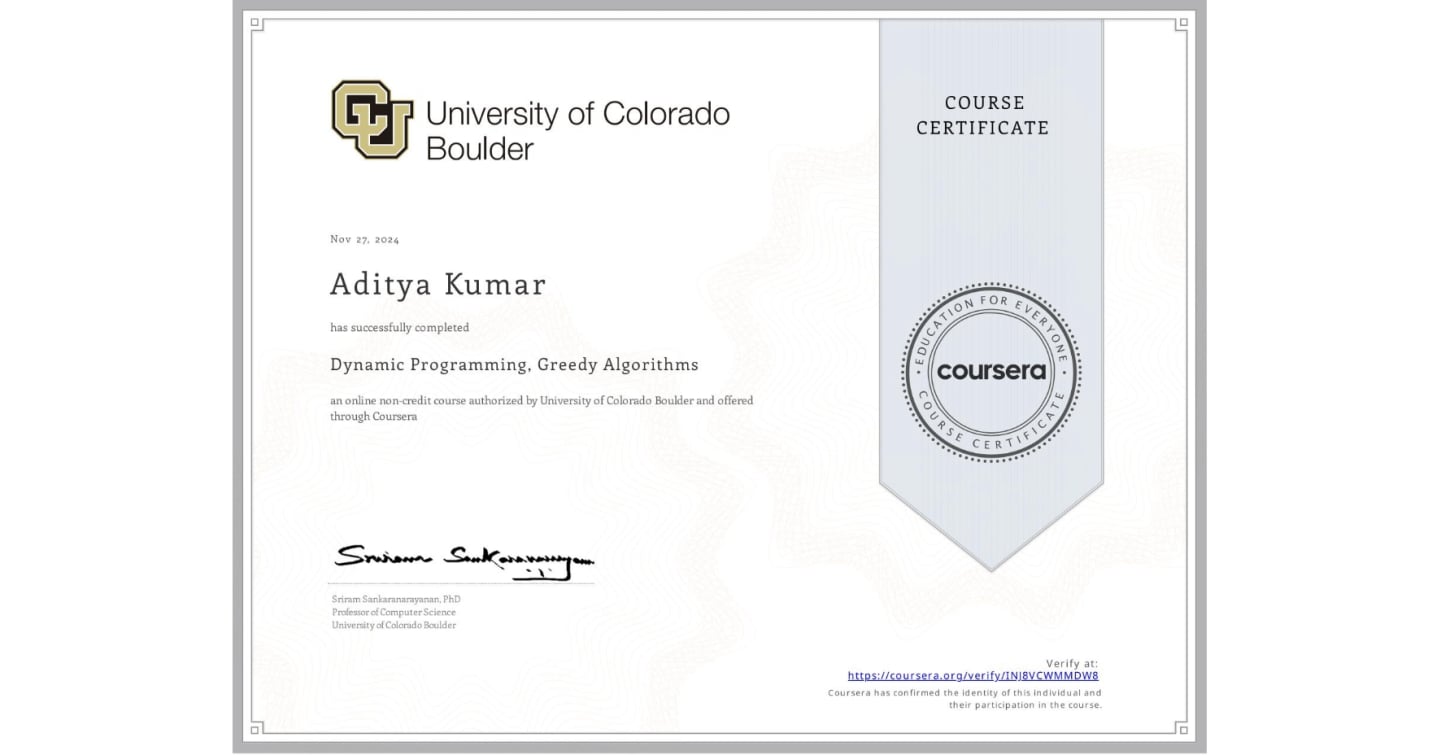 University of Colorado
Boulder
COURSE
CERTIFICATE
Nov 27, 2024
Aditya Kumar
has successfully completed
Dynamic Programming, Greedy Algorithms
an online non-credit course authorized by University of Colorado Boulder and offered
through Coursera
EDUCATION FOR EVERYONE
coursera
COURSE CERTIFICATE
Sriram Sankaranarayanan
Sriram Sankaranarayanan, PhD
Professor of Computer Science
University of Colorado Boulder
Verify at:
https://coursera.org/verify/INJ8VCWMMDW8
Coursera has confirmed the identity of this individual and
their participation in the course.